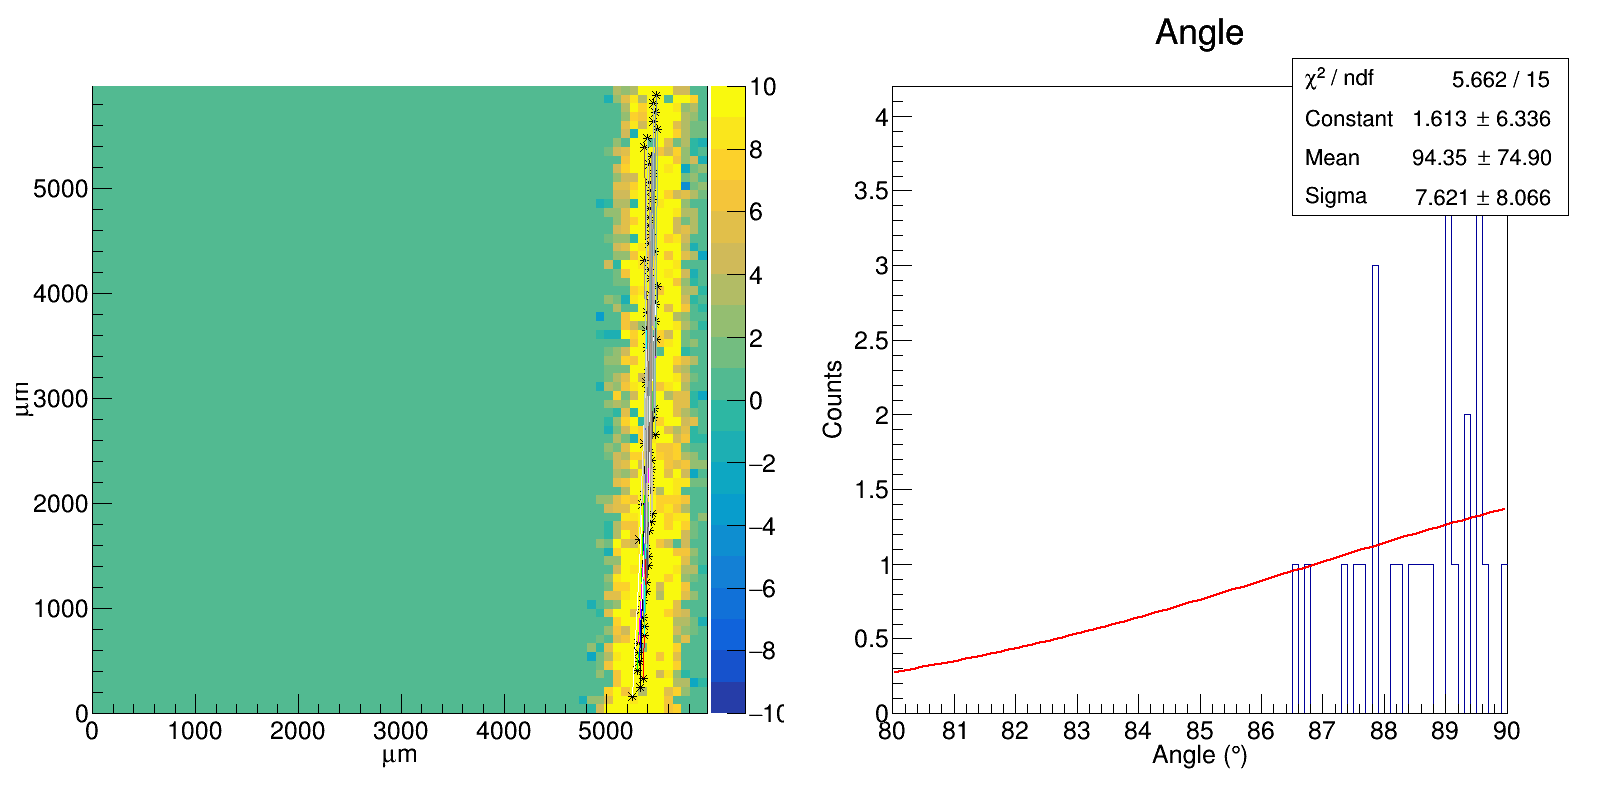 Angle
χ² / ndf 5.662 / 15
Constant 1.613 ± 6.336
Mean 94.35 ± 74.90
Sigma 7.621 ± 8.066
10
8
6
4
2
0
−2
−4
−6
−8
−10
5000
4000
3000
2000
1000
0
μm
0 1000 2000 3000 4000 5000
μm
4
3.5
3
2.5
2
1.5
1
0.5
0
Counts
80 81 82 83 84 85 86 87 88 89 90
Angle (°)